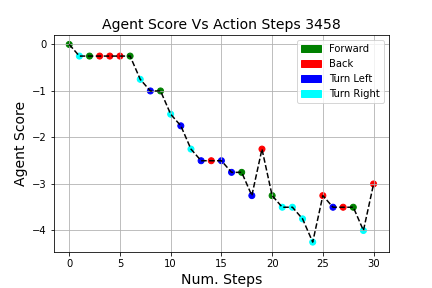 Agent Score Vs Action Steps 3458
Forward
Back
Turn Left
Turn Right
Agent Score
0
−1
−2
−3
−4
0
5
10
15
20
25
30
Num. Steps